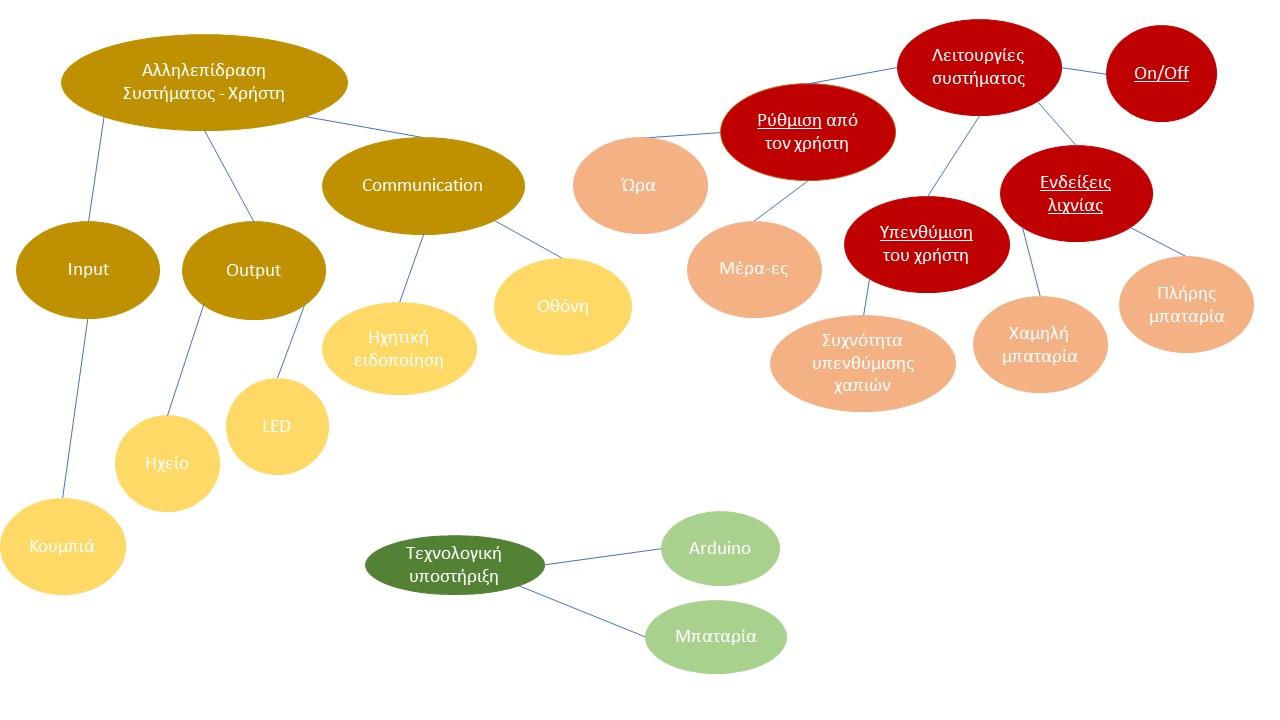 Αλληλεπίδραση
Συστήματος - Χρήστη
Communication
Input
Output
Ηχητική
ειδοποίηση
Οθόνη
Ηχείο
LED
Κουμπιά
Λειτουργίες
συστήματος
On/Off
Ρύθμιση από
τον χρήστη
Ώρα
Μέρα-ες
Υπενθύμιση
του χρήστη
Ενδείξεις
λιχνίας
Συχνότητα
υπενθύμισης
χαπιών
Χαμηλή
μπαταρία
Πλήρης
μπαταρία
Τεχνολογική
υποστήριξη
Arduino
Μπαταρία